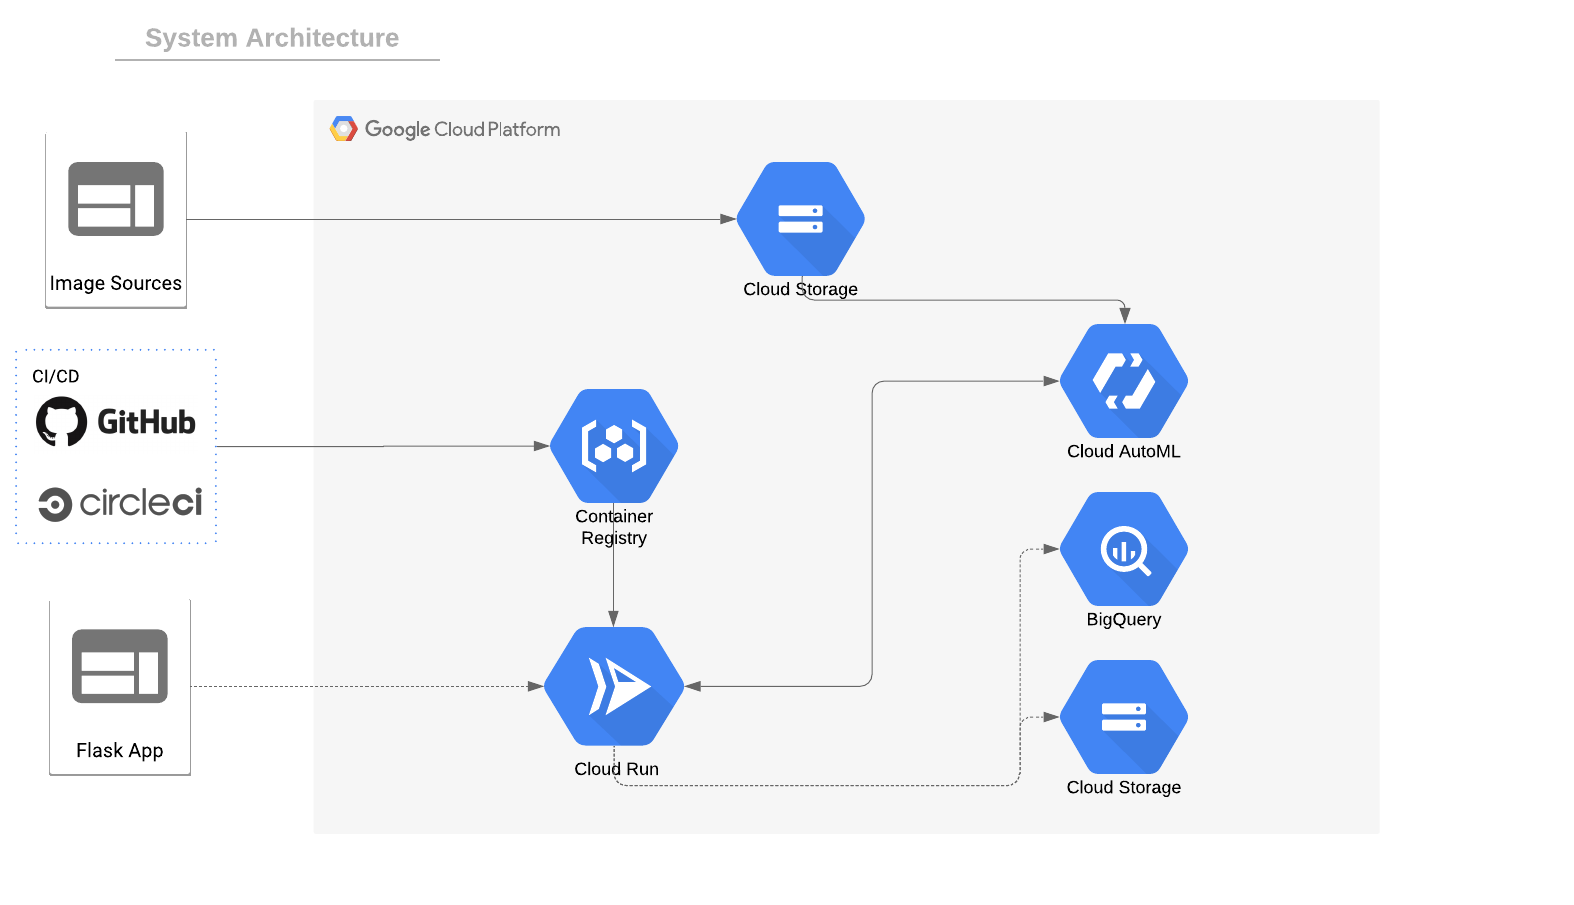 System Architecture
Google Cloud Platform
Image Sources
Cloud Storage
CI/CD
GitHub
circleci
Container
Registry
Cloud AutoML
BigQuery
Flask App
Cloud Run
Cloud Storage